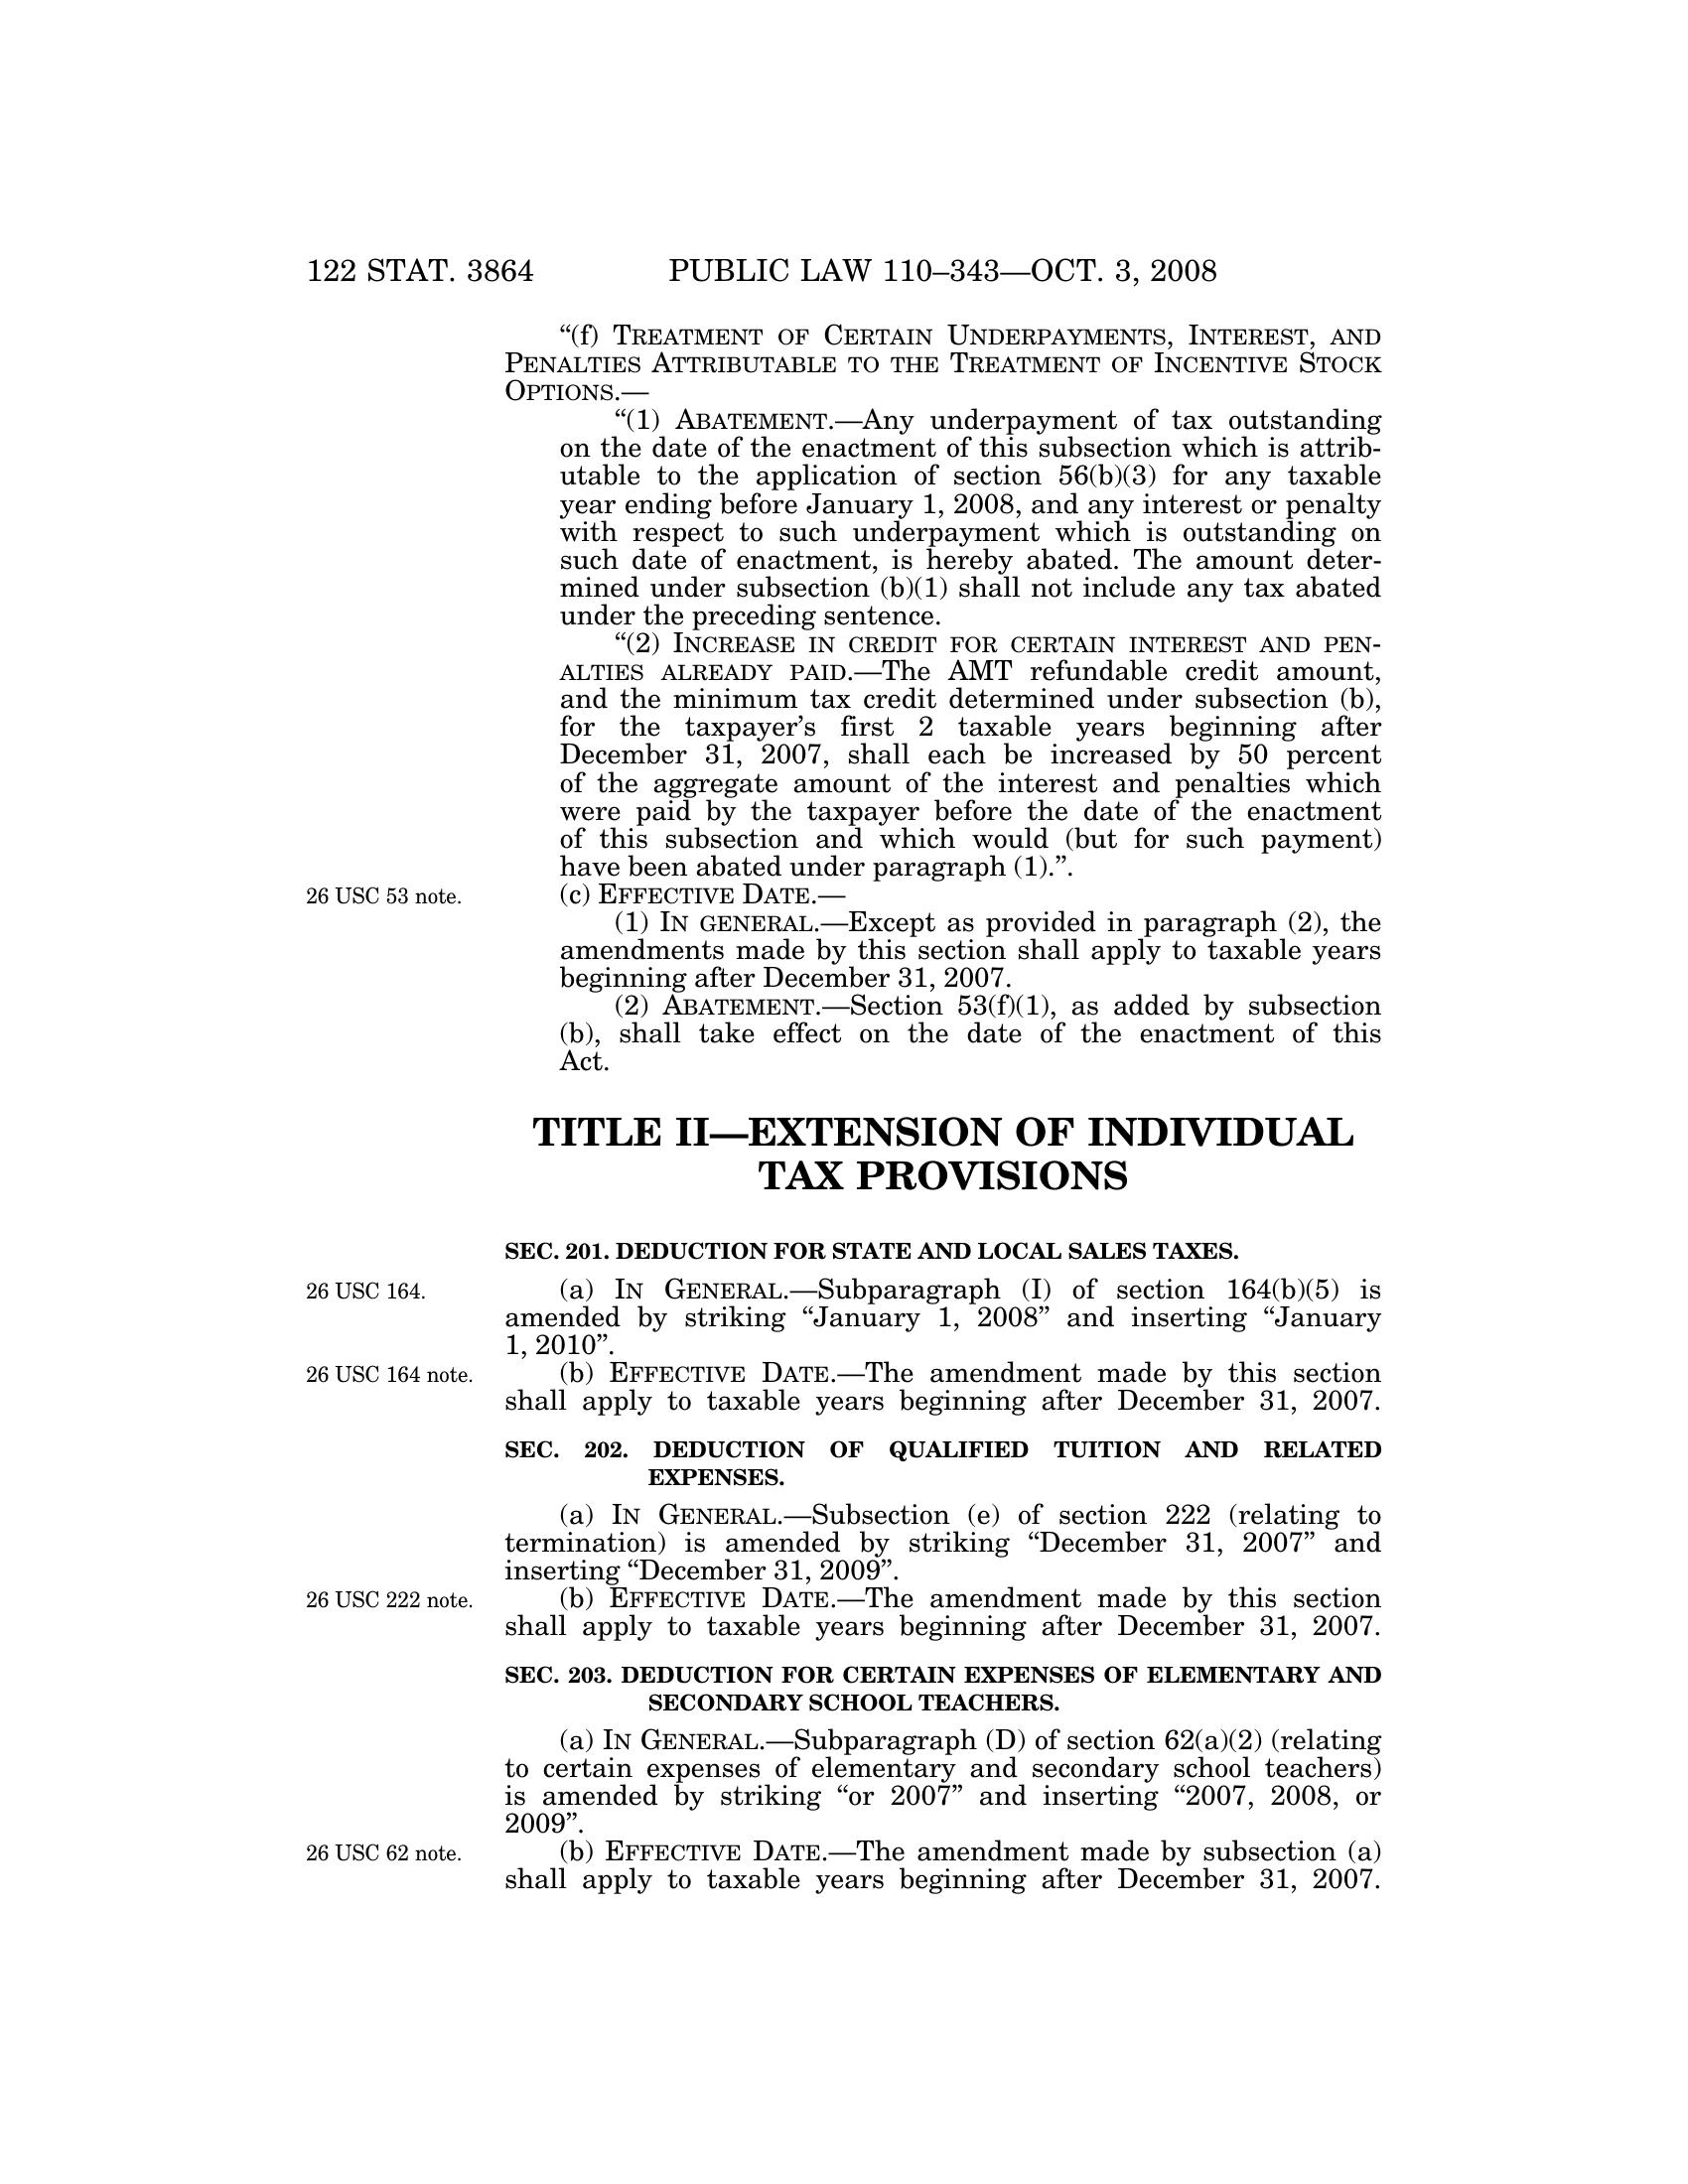 122 STAT. 3864 PUBLIC LAW 110–343—OCT. 3, 2008
“(f) TREATMENT OF CERTAIN UNDERPAYMENTS, INTEREST, AND
PENALTIES ATTRIBUTABLE TO THE TREATMENT OF INCENTIVE STOCK
OPTIONS.—
“(1) ABATEMENT.—Any underpayment of tax outstanding
on the date of the enactment of this subsection which is attrib-
utable to the application of section 56(b)(3) for any taxable
year ending before January 1, 2008, and any interest or penalty
with respect to such underpayment which is outstanding on
such date of enactment, is hereby abated. The amount deter-
mined under subsection (b)(1) shall not include any tax abated
under the preceding sentence.
“(2) INCREASE IN CREDIT FOR CERTAIN INTEREST AND PEN-
ALTIES ALREADY PAID.—The AMT refundable credit amount,
and the minimum tax credit determined under subsection (b),
for the taxpayer’s first 2 taxable years beginning after
December 31, 2007, shall each be increased by 50 percent
of the aggregate amount of the interest and penalties which
were paid by the taxpayer before the date of the enactment
of this subsection and which would (but for such payment)
have been abated under paragraph (1).”.
26 USC 53 note. (c) EFFECTIVE DATE.—
(1) IN GENERAL.—Except as provided in paragraph (2), the
amendments made by this section shall apply to taxable years
beginning after December 31, 2007.
(2) ABATEMENT.—Section 53(f)(1), as added by subsection
(b), shall take effect on the date of the enactment of this
Act.
TITLE II—EXTENSION OF INDIVIDUAL
TAX PROVISIONS
SEC. 201. DEDUCTION FOR STATE AND LOCAL SALES TAXES.
26 USC 164. (a) IN GENERAL.—Subparagraph (I) of section 164(b)(5) is
amended by striking “January 1, 2008” and inserting “January
1, 2010”.
26 USC 164 note. (b) EFFECTIVE DATE.—The amendment made by this section
shall apply to taxable years beginning after December 31, 2007.
SEC. 202. DEDUCTION OF QUALIFIED TUITION AND RELATED
EXPENSES.
(a) IN GENERAL.—Subsection (e) of section 222 (relating to
termination) is amended by striking “December 31, 2007” and
inserting “December 31, 2009”.
26 USC 222 note. (b) EFFECTIVE DATE.—The amendment made by this section
shall apply to taxable years beginning after December 31, 2007.
SEC. 203. DEDUCTION FOR CERTAIN EXPENSES OF ELEMENTARY AND
SECONDARY SCHOOL TEACHERS.
(a) IN GENERAL.—Subparagraph (D) of section 62(a)(2) (relating
to certain expenses of elementary and secondary school teachers)
is amended by striking “or 2007” and inserting “2007, 2008, or
2009”.
26 USC 62 note. (b) EFFECTIVE DATE.—The amendment made by subsection (a)
shall apply to taxable years beginning after December 31, 2007.